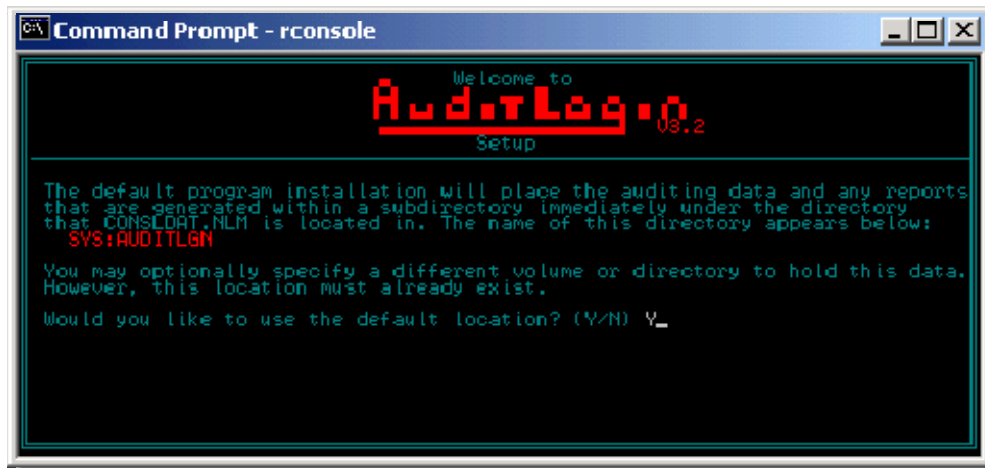 Command Prompt - rconsole
Welcome to
AuditLogin
V3.2
Setup
The default program installation will place the auditing data and any reports
that are generated within a subdirectory immediately under the directory
that CONSLDAT.NLM is located in. The name of this directory appears below:
SYS:AUDITLGN
You may optionally specify a different volume or directory to hold this data.
However, this location must already exist.
Would you like to use the default location? (Y/N) Y_